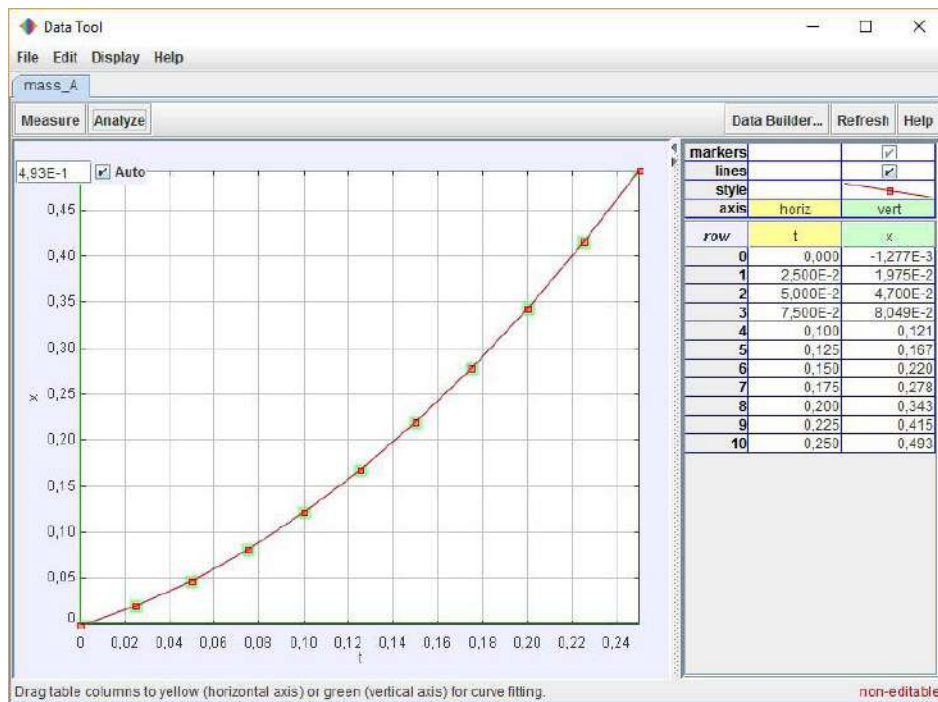 Data Tool
File Edit Display Help
mass_A
Measure Analyze Data Builder... Refresh Help
4,93E-1 Auto
0,45
0,40
0,35
0,30
x 0,25
0,20
0,15
0,10
0,05
0
0 0,02 0,04 0,06 0,08 0,10 0,12 0,14 0,16 0,18 0,20 0,22 0,24
t
markers
lines
style
axis horiz vert
row t x
0 0,000 -1,277E-3
1 2,500E-2 1,975E-2
2 5,000E-2 4,700E-2
3 7,500E-2 8,049E-2
4 0,100 0,121
5 0,125 0,167
6 0,150 0,220
7 0,175 0,278
8 0,200 0,343
9 0,225 0,415
10 0,250 0,493
Drag table columns to yellow (horizontal axis) or green (vertical axis) for curve fitting. non-editable